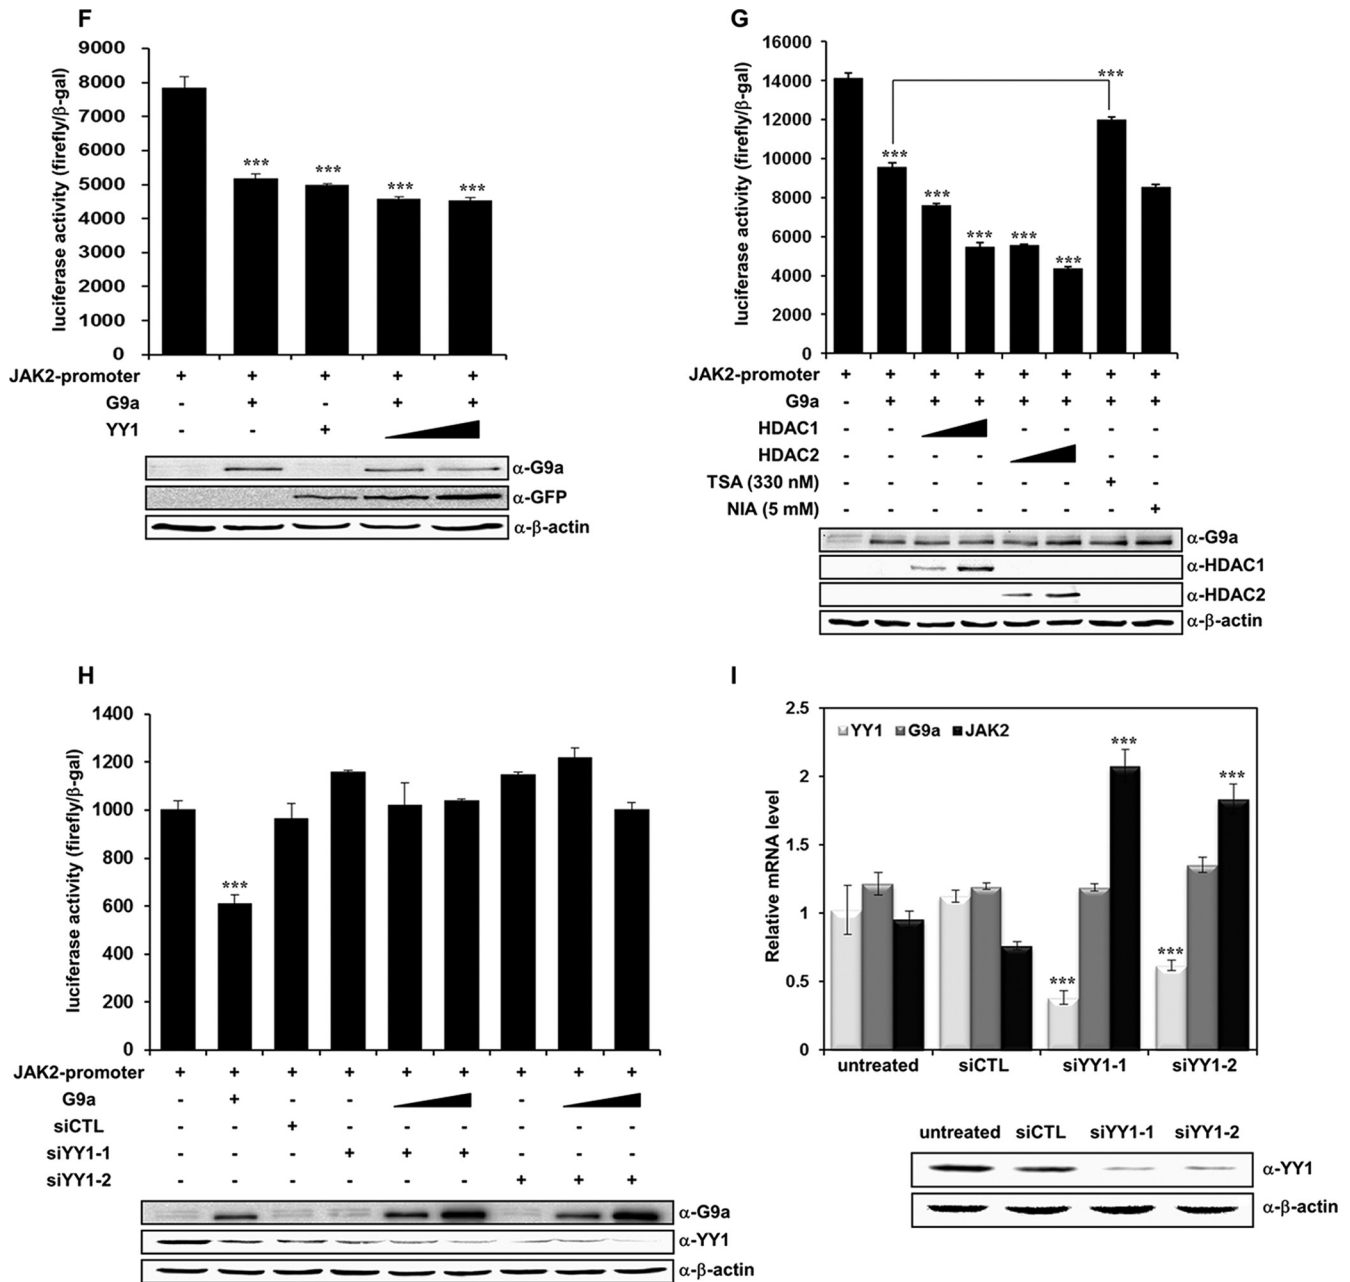 F
luciferase activity (firefly/β-gal)
9000
8000
7000
6000
5000
4000
3000
2000
1000
0
***
***
***
***
JAK2-promoter + + + + +
G9a - + - + +
YY1 - - +
α-G9a
α-GFP
α-β-actin
G
luciferase activity (firefly/β-gal)
16000
14000
12000
10000
8000
6000
4000
2000
0
***
***
***
***
***
***
JAK2-promoter + + + + + + + +
G9a - + + + + + + +
HDAC1 - - - - - -
HDAC2 - - - - - -
TSA (330 nM) - - - - - - + -
NIA (5 mM) - - - - - - - +
α-G9a
α-HDAC1
α-HDAC2
α-β-actin
H
luciferase activity (firefly/β-gal)
1400
1200
1000
800
600
400
200
0
***
JAK2-promoter + + + + + + + + +
G9a - + - - -
siCTL - - + - - - - - -
siYY1-1 - - - + + + - - -
siYY1-2 - - - - - - + + +
α-G9a
α-YY1
α-β-actin
I
Relative mRNA level
2.5
2
1.5
1
0.5
0
YY1 G9a JAK2
***
***
***
***
untreated siCTL siYY1-1 siYY1-2
untreated siCTL siYY1-1 siYY1-2
α-YY1
α-β-actin